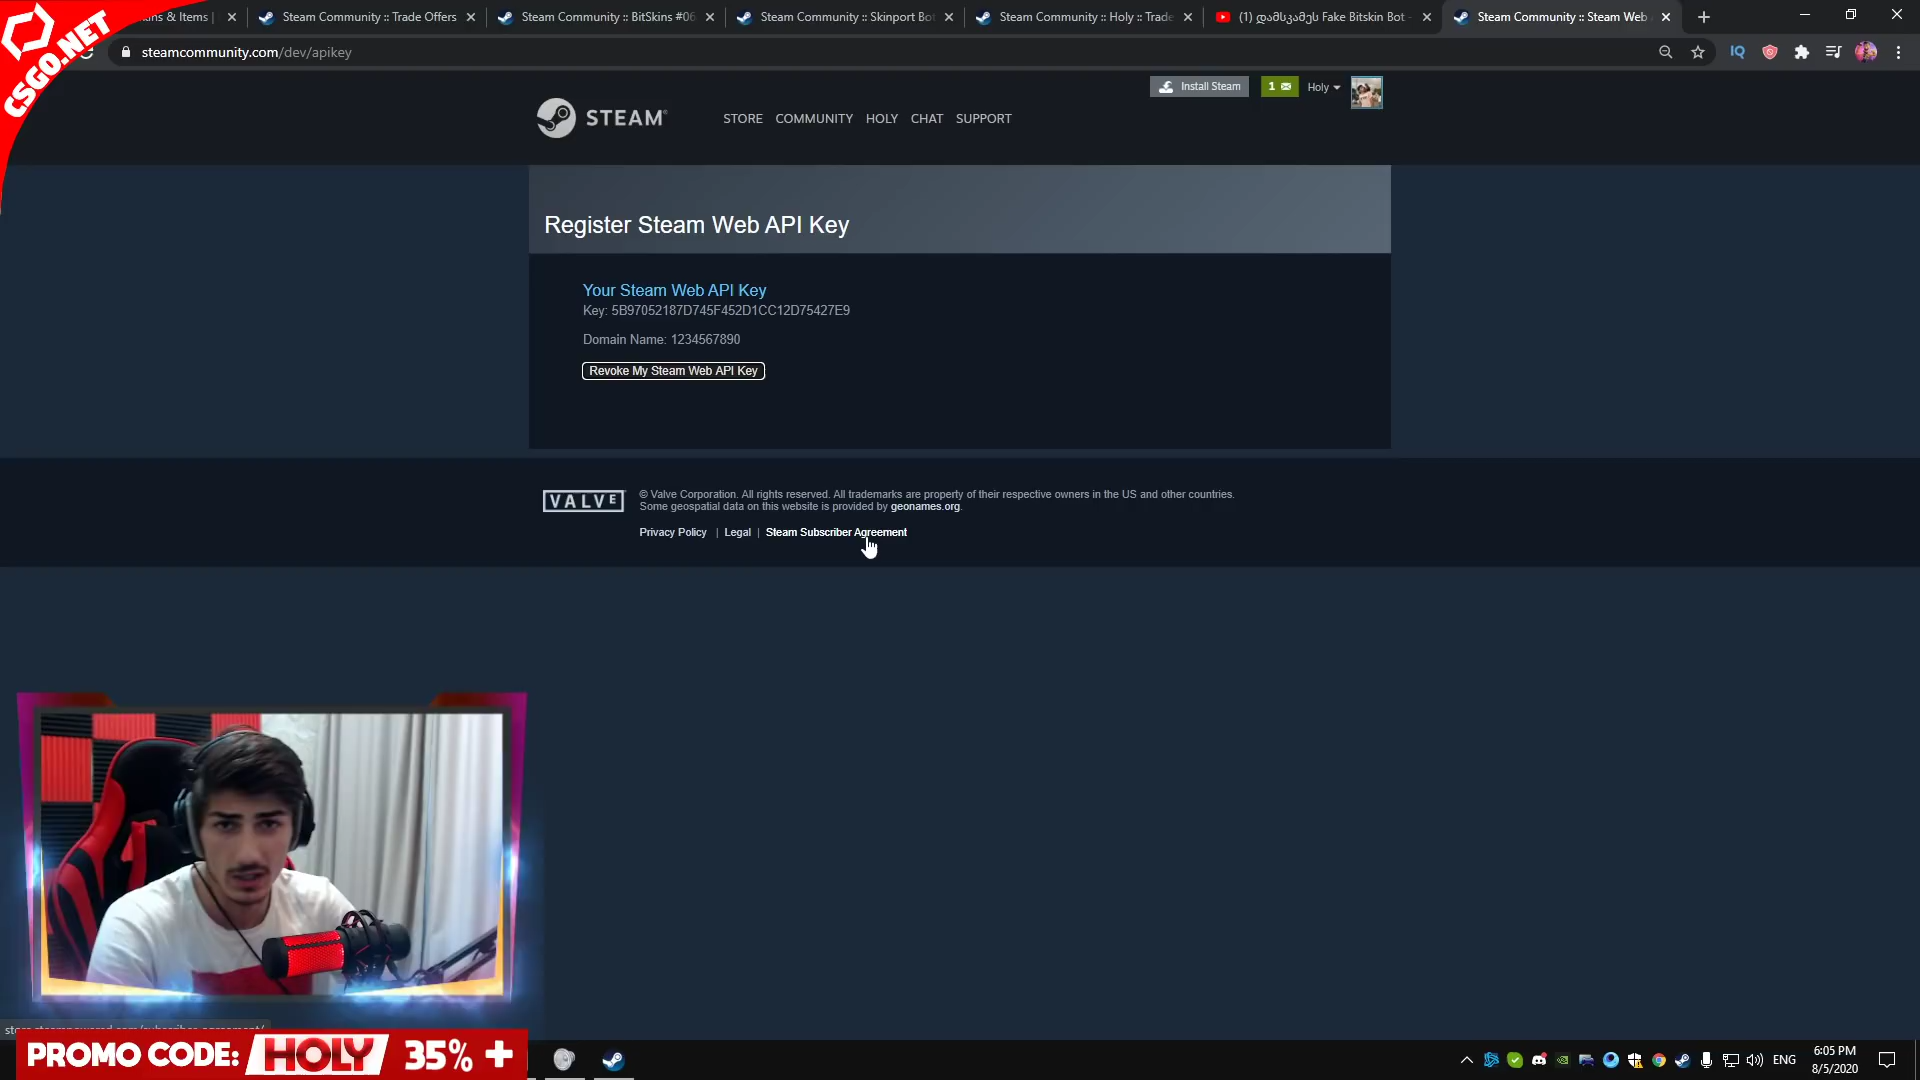 CSGO.NET
kins & Items |
Steam Community :: Trade Offers
Steam Community :: BitSkins #06
Steam Community :: Skinport Bot
Steam Community :: Holy :: Trade
(1) დამსკამეს Fake Bitskin Bot -
Steam Community :: Steam Web
steamcommunity.com/dev/apikey
IQ
Install Steam
1
Holy
STEAM
STORE COMMUNITY HOLY CHAT SUPPORT
Register Steam Web API Key
Your Steam Web API Key
Key: 5B97052187D745F452D1CC12D75427E9
Domain Name: 1234567890
Revoke My Steam Web API Key
VALVE
© Valve Corporation. All rights reserved. All trademarks are property of their respective owners in the US and other countries.
Some geospatial data on this website is provided by geonames.org.
Privacy Policy | Legal | Steam Subscriber Agreement
PROMO CODE: HOLY 35% +
ENG
6:05 PM
8/5/2020